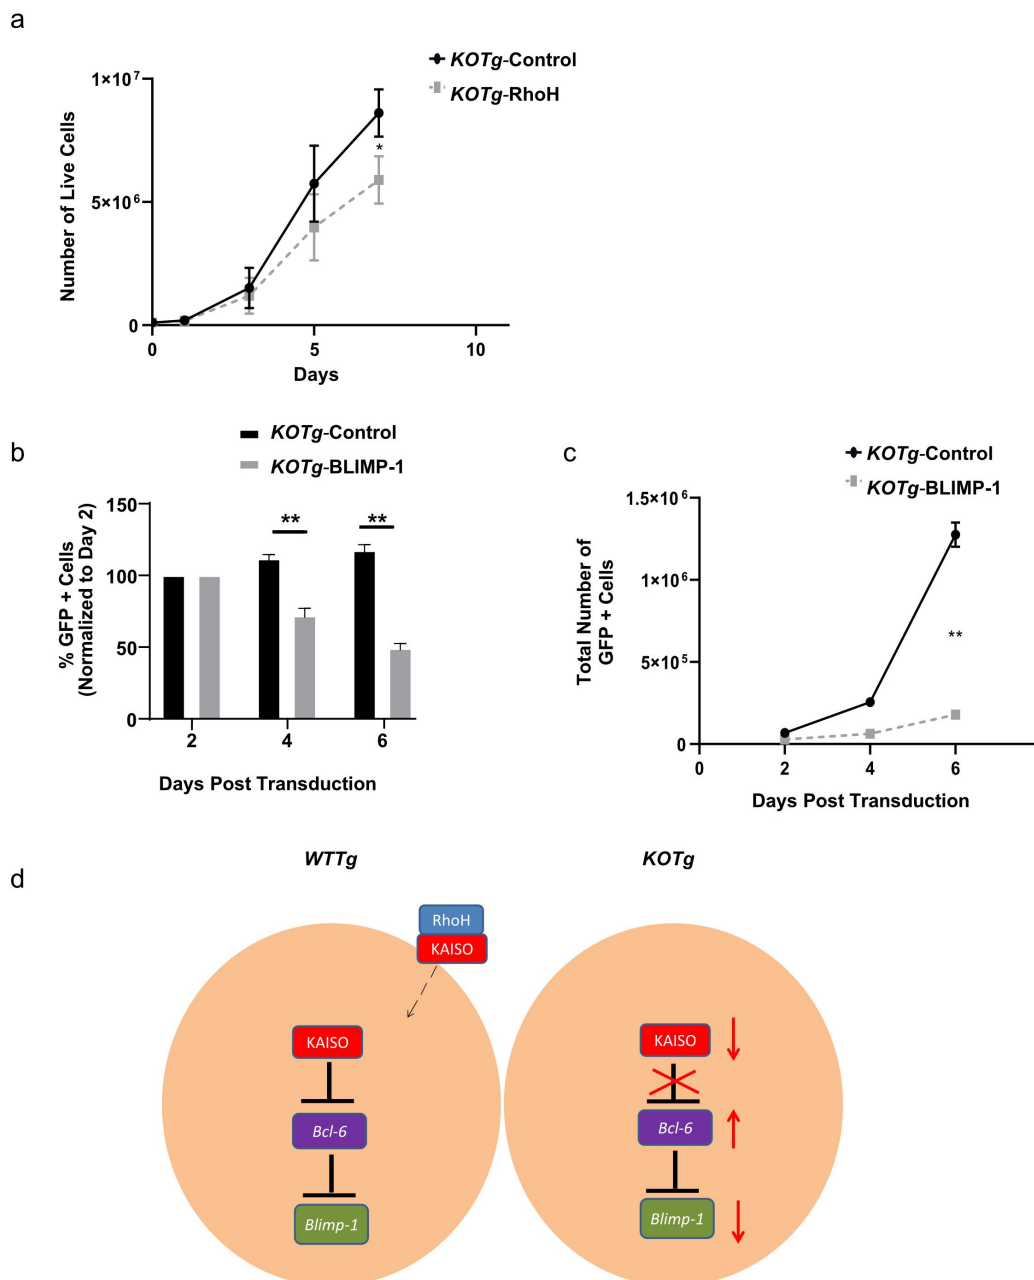 a
KOTg-Control
KOTg-RhoH
1×10⁷
5×10⁶
0
Number of Live Cells
0 5 10
Days
*
b
KOTg-Control
KOTg-BLIMP-1
150
100
50
0
% GFP + Cells
(Normalized to Day 2)
** **
2 4 6
Days Post Transduction
c
KOTg-Control
KOTg-BLIMP-1
1.5×10⁶
1×10⁶
5×10⁵
0
Total Number of
GFP + Cells
**
0 2 4 6
Days Post Transduction
d
WTTg
KOTg
RhoH
KAISO
KAISO
Bcl-6
Blimp-1
KAISO
Bcl-6
Blimp-1